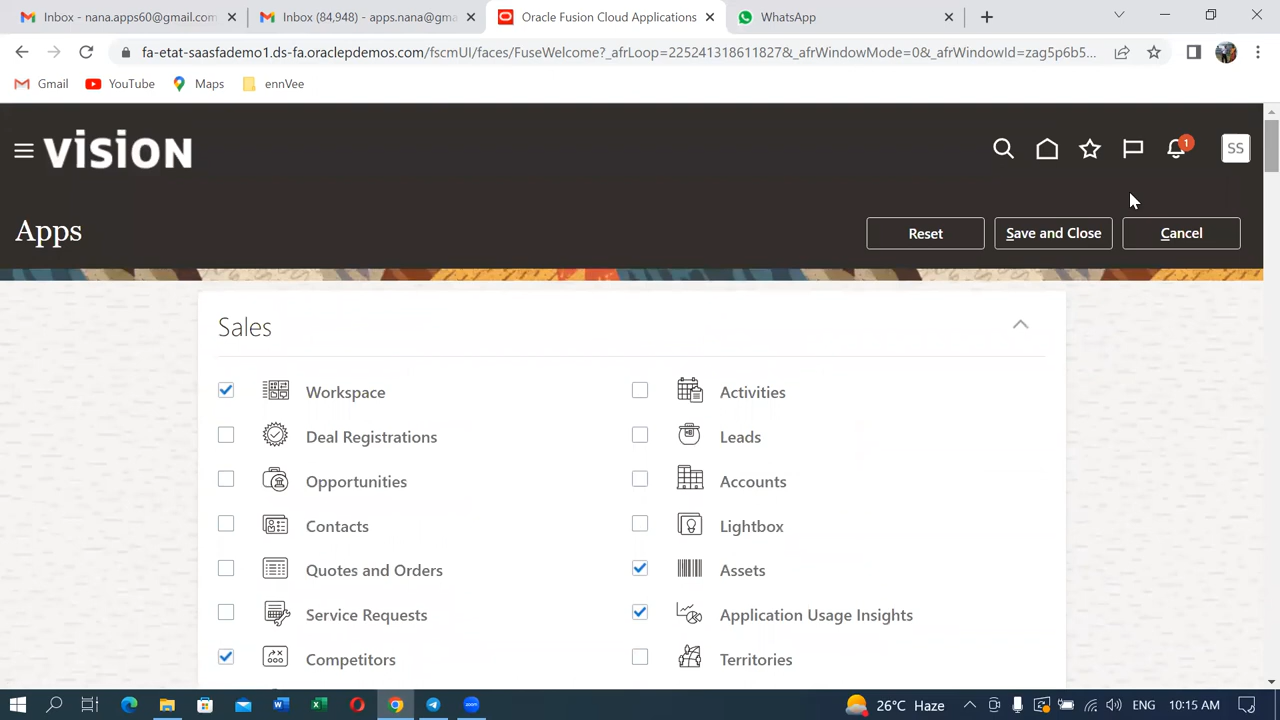 Inbox - nana.apps60@gmail.com
Inbox (84,948) - apps.nana@gma
Oracle Fusion Cloud Applications
WhatsApp
fa-etat-saasfademo1.ds-fa.oraclepdemos.com/fscmUI/faces/FuseWelcome?_afrLoop=2252413186118278&_afrWindowMode=0&_afrWindowId=zag5p6b5...
Gmail
YouTube
Maps
ennVee
vision
1
SS
Apps
Reset
Save and Close
Cancel
Sales
Workspace
Activities
Deal Registrations
Leads
Opportunities
Accounts
Contacts
Lightbox
Quotes and Orders
Assets
Service Requests
Application Usage Insights
Competitors
Territories
26°C Haze
ENG
10:15 AM